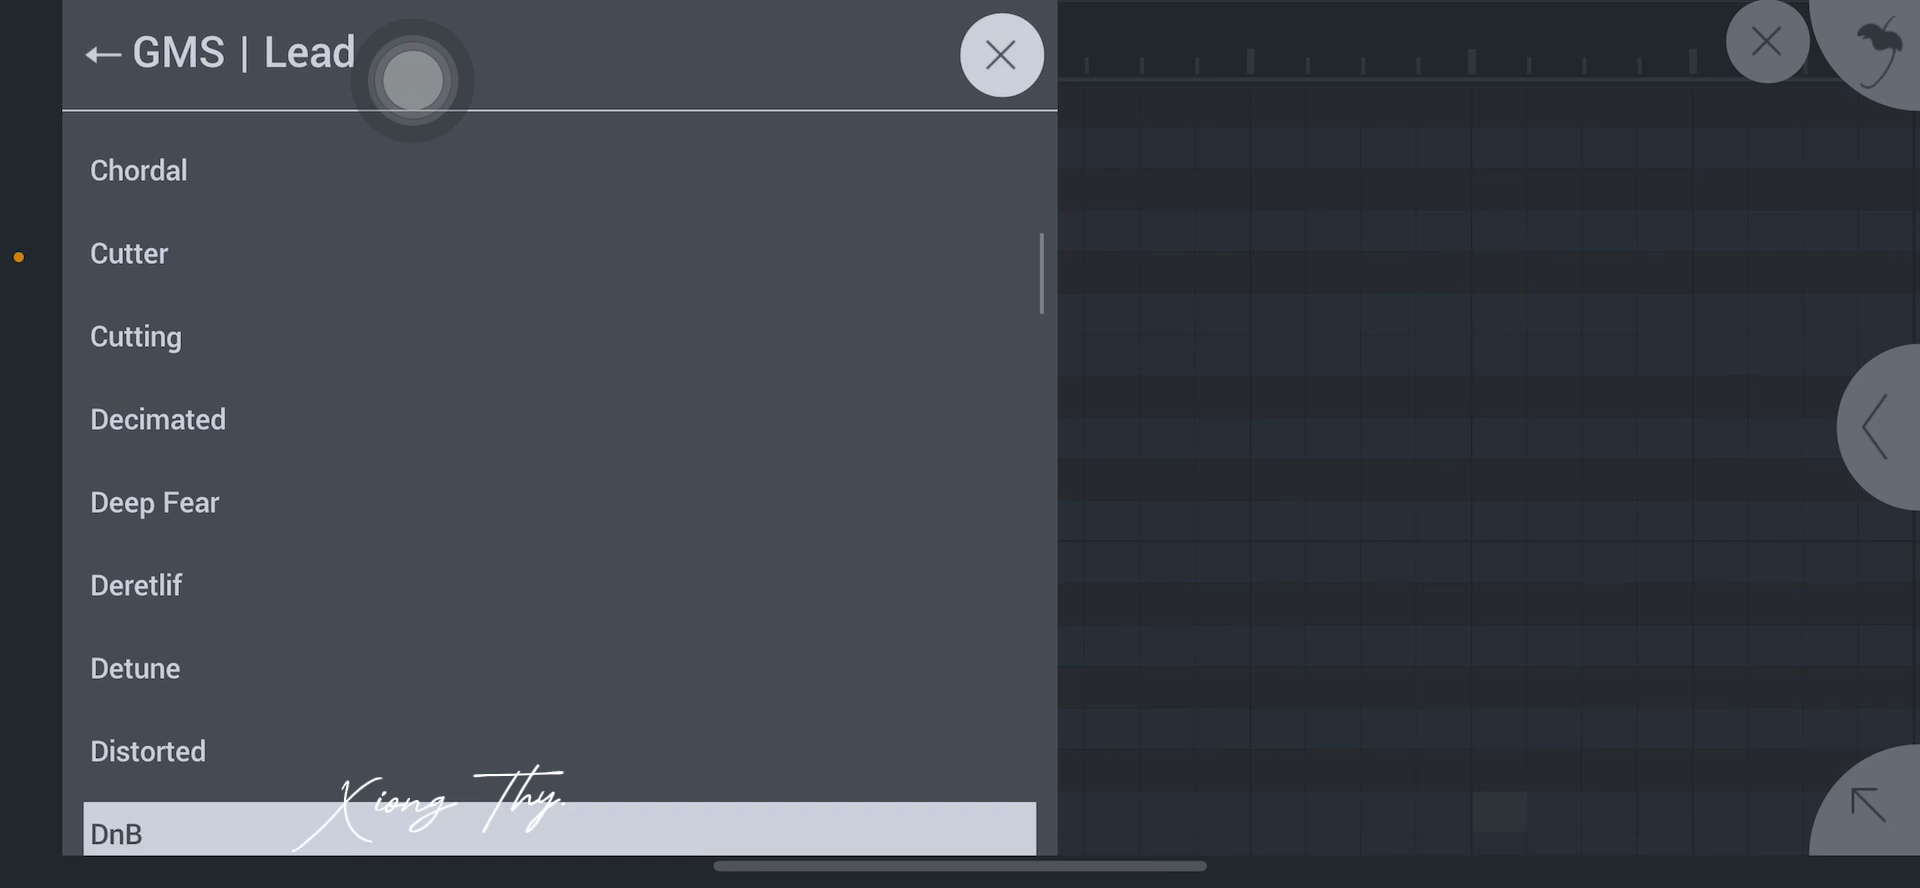 GMS | Lead
Chordal
Cutter
Cutting
Decimated
Deep Fear
Deretlif
Detune
Distorted
Xiong Thy.
DnB